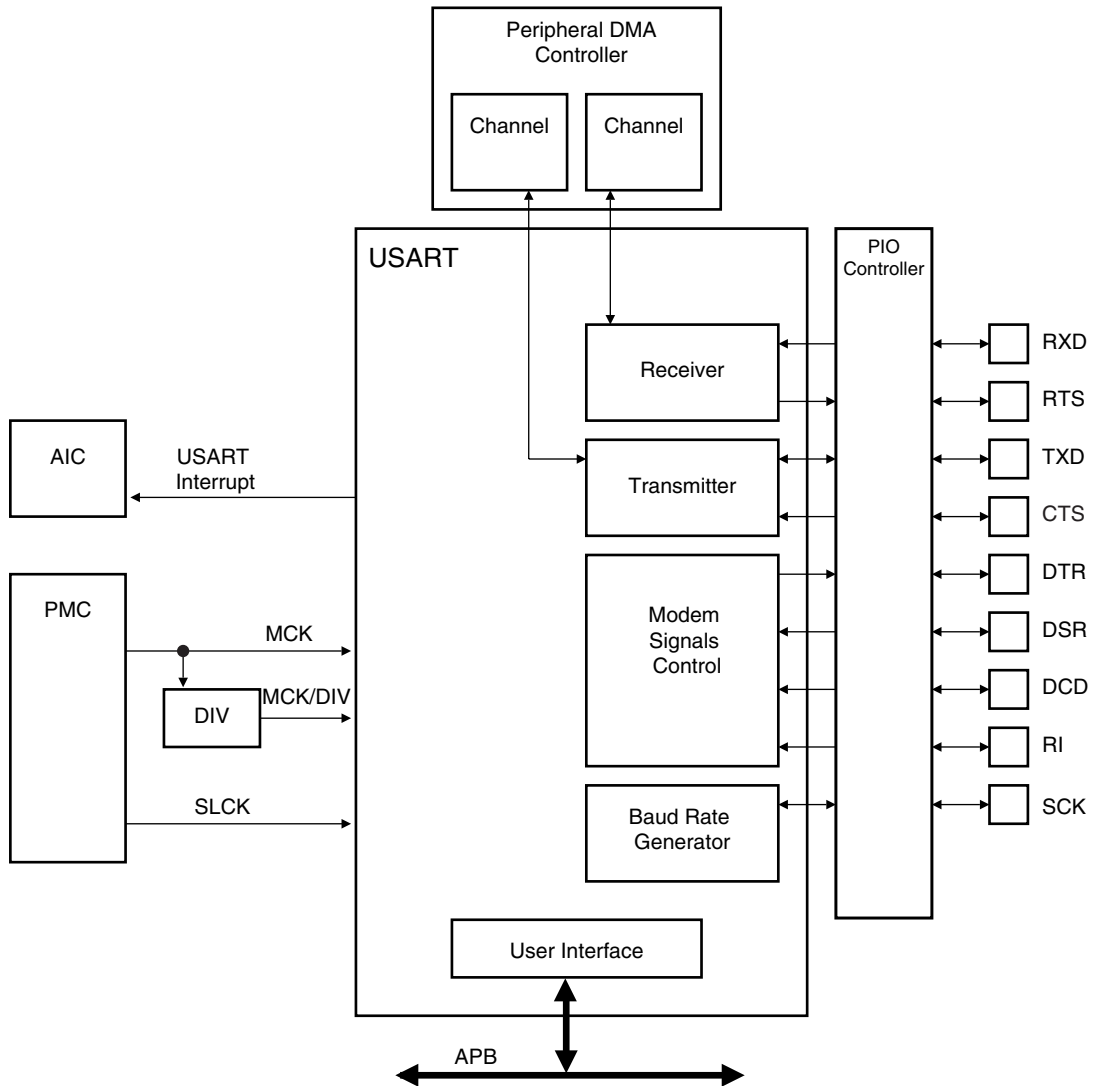 Peripheral DMA
Controller
Channel
Channel
USART
PIO
Controller
Receiver
RXD
RTS
AIC
USART
Interrupt
Transmitter
TXD
CTS
PMC
MCK
DIV
MCK/DIV
SLCK
Modem
Signals
Control
DTR
DSR
DCD
RI
Baud Rate
Generator
SCK
User Interface
APB